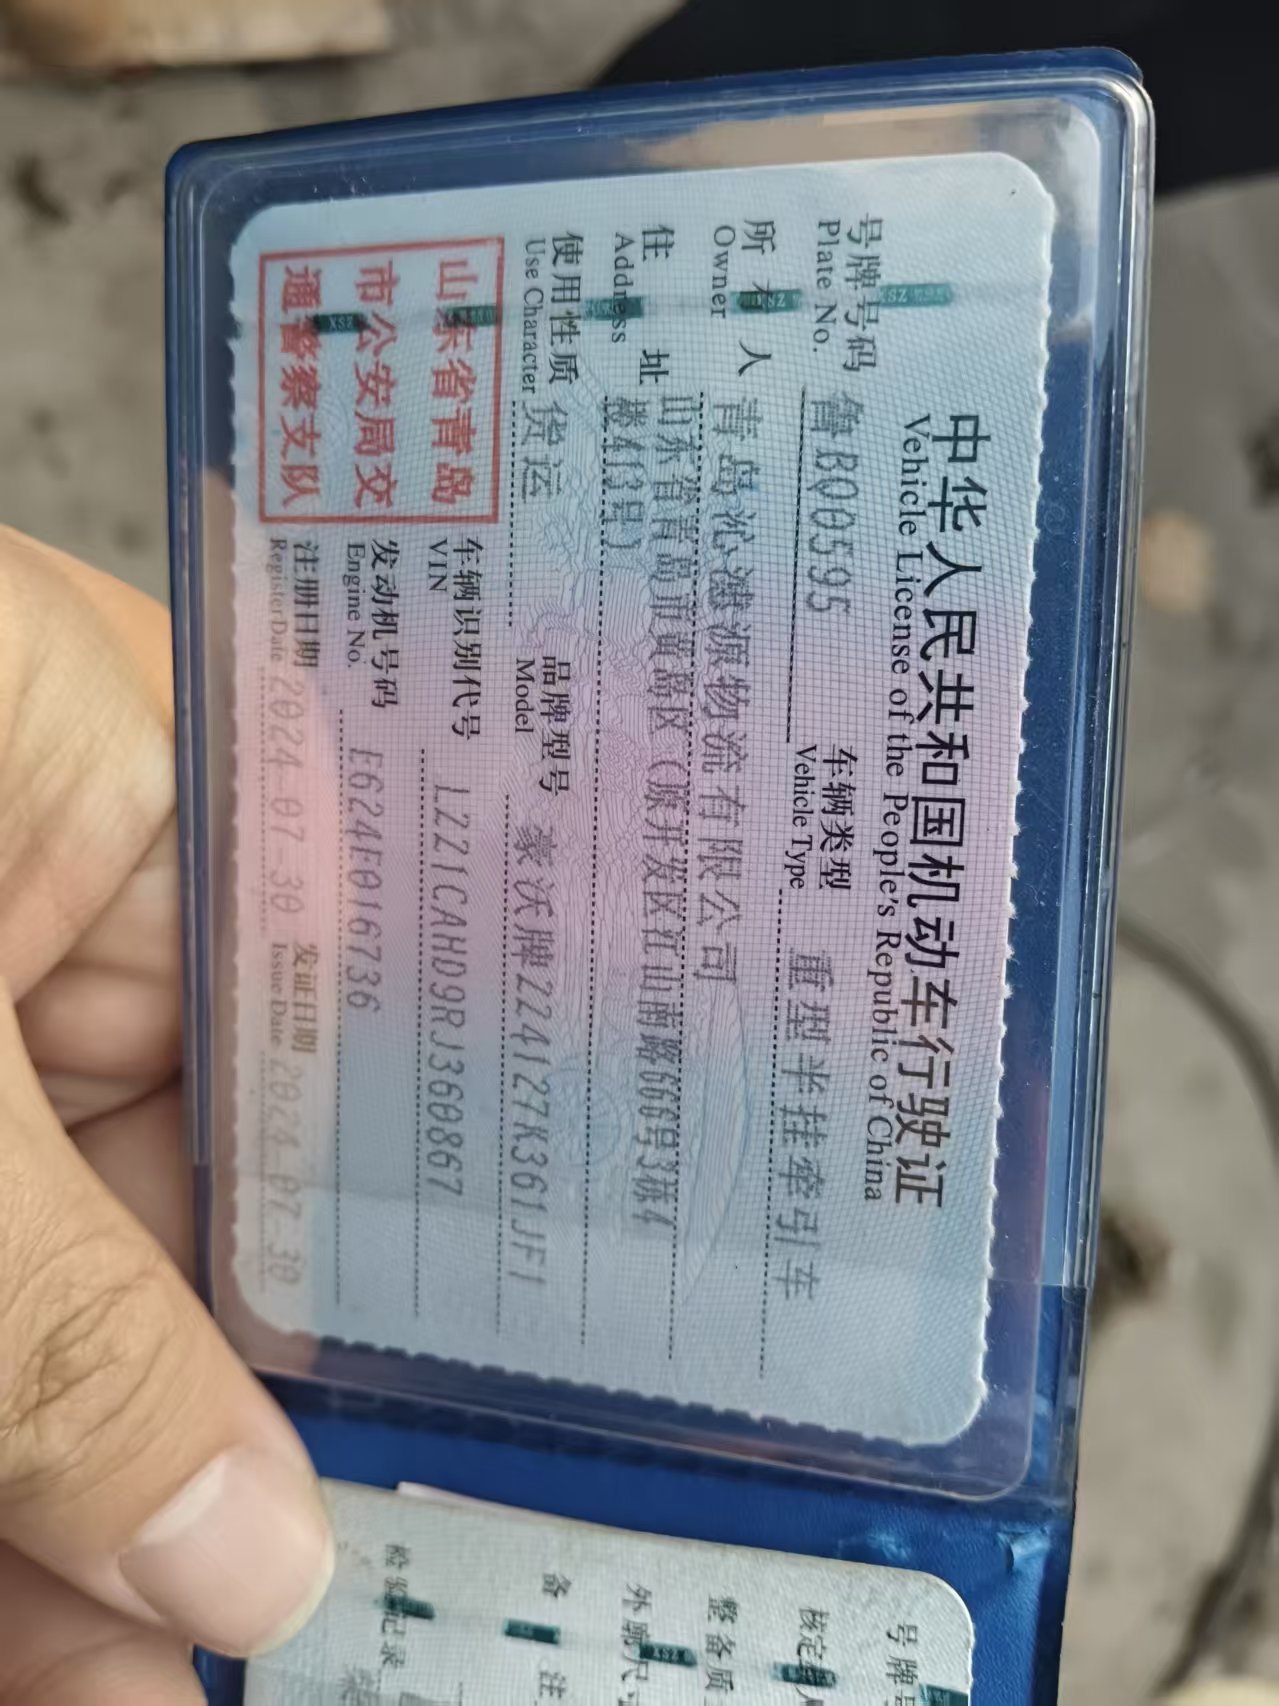 中华人民共和国机动车行驶证
Vehicle License of the People's Republic of China
号牌号码 鲁B00595 车辆类型 重型半挂牵引车
Plate No. Vehicle Type
所有人 青岛沁滋源物流有限公司
Owner
住址 山东省青岛市黄岛区(原开发区江山南路666号3栋4
Address 楼413号)
使用性质 货运 品牌型号 豪沃牌ZZ4127K361JF1
Use Character Model
山东省青岛
市公安局交
通警察支队
车辆识别代号 LZZ1CAHD9RJ360867
VIN
发动机号码 E624F016736
Engine No.
注册日期 2024-07-30 发证日期 2024-07-30
Register Date Issue Date
号牌号
核定载人
整备质
外廓尺
备注
检验记录